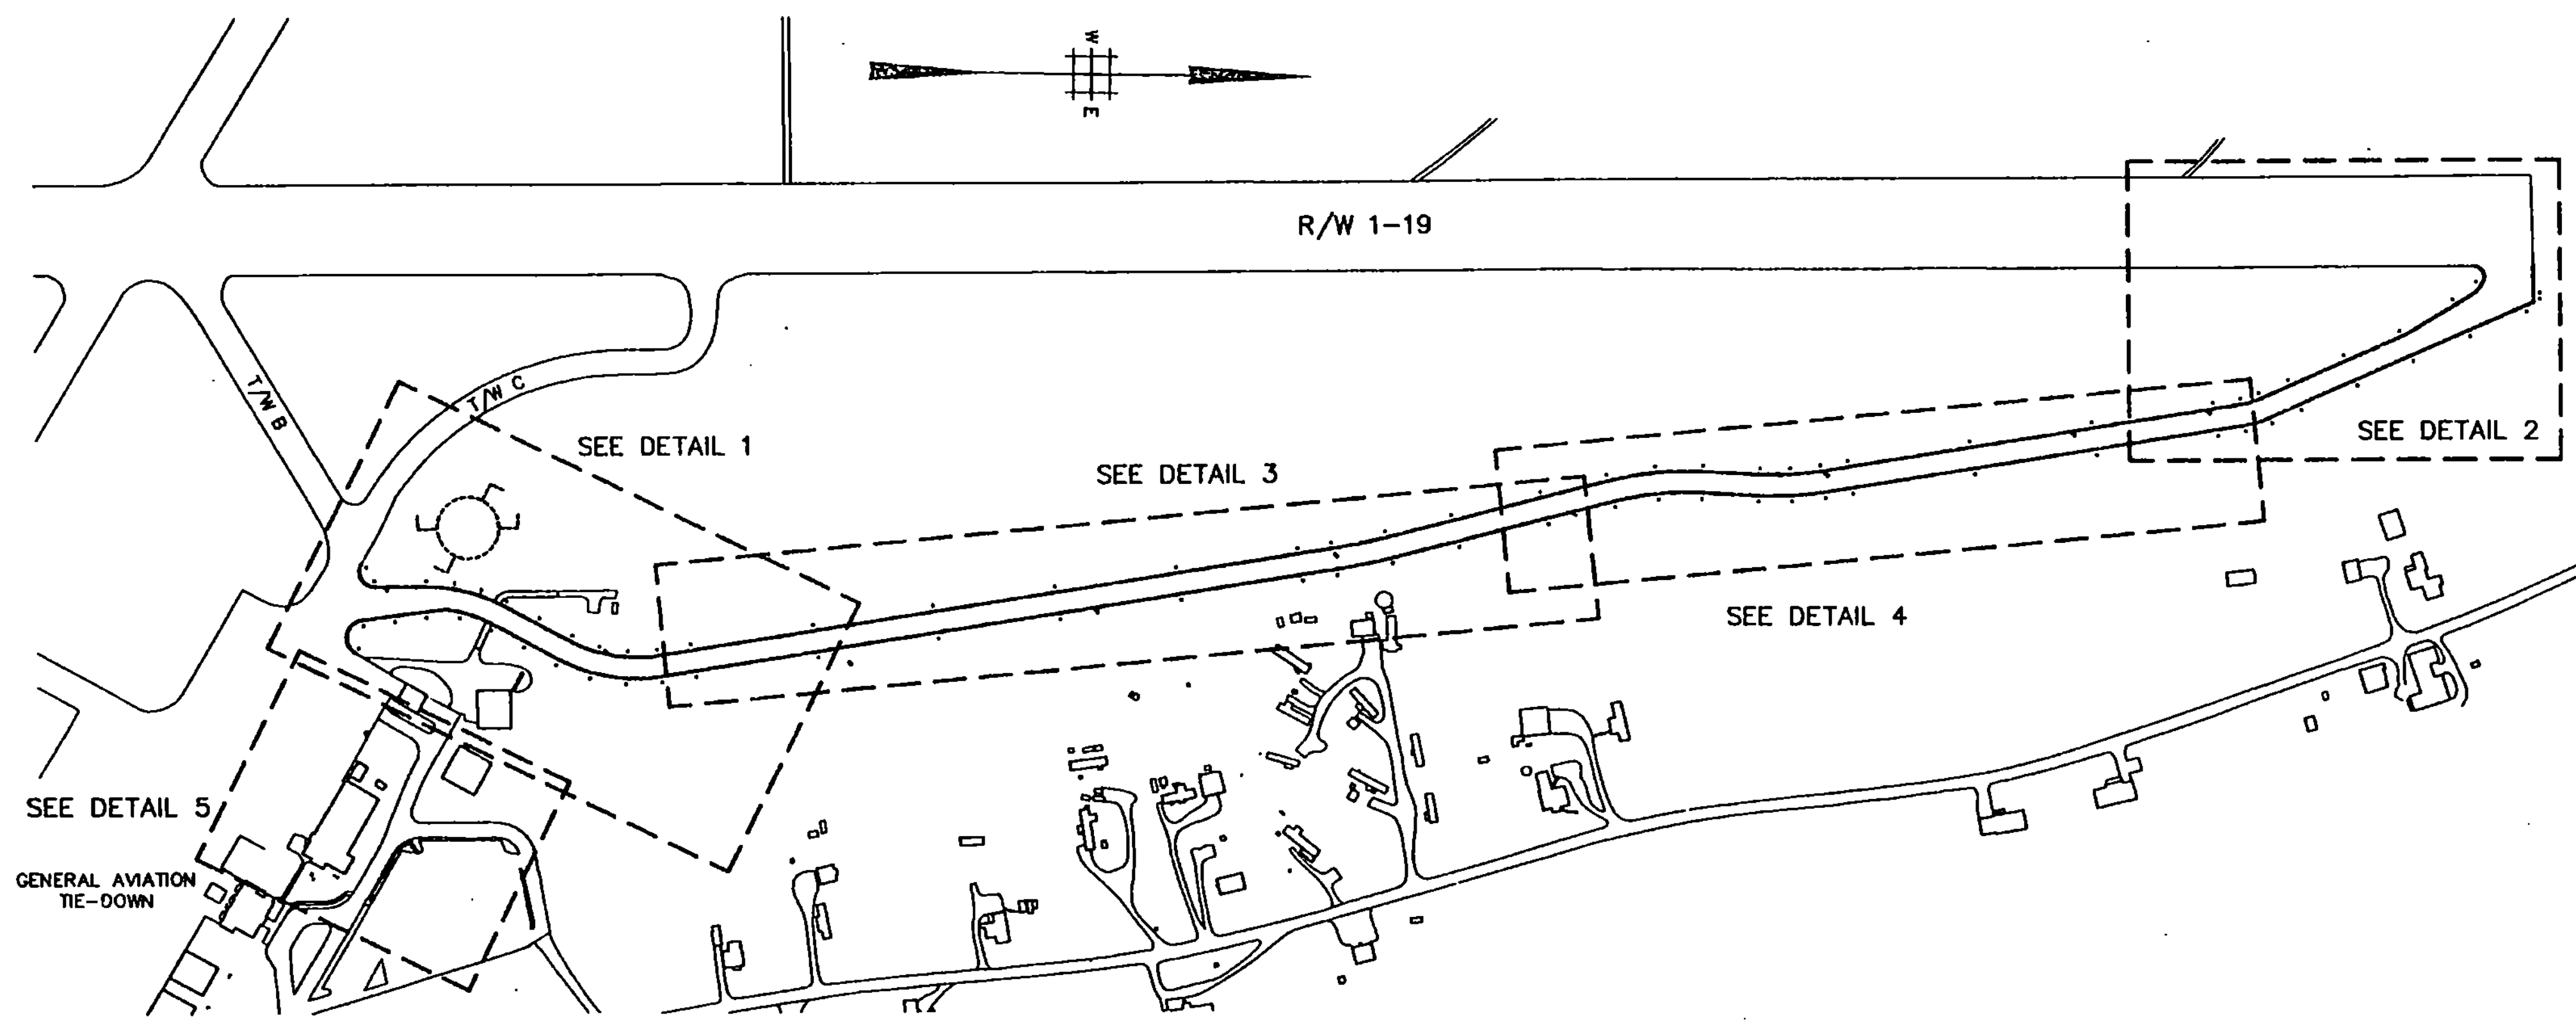 W
E
R/W 1-19
T/W B
T/W C
SEE DETAIL 1
SEE DETAIL 3
SEE DETAIL 2
SEE DETAIL 4
SEE DETAIL 5
GENERAL AVIATION
TIE-DOWN